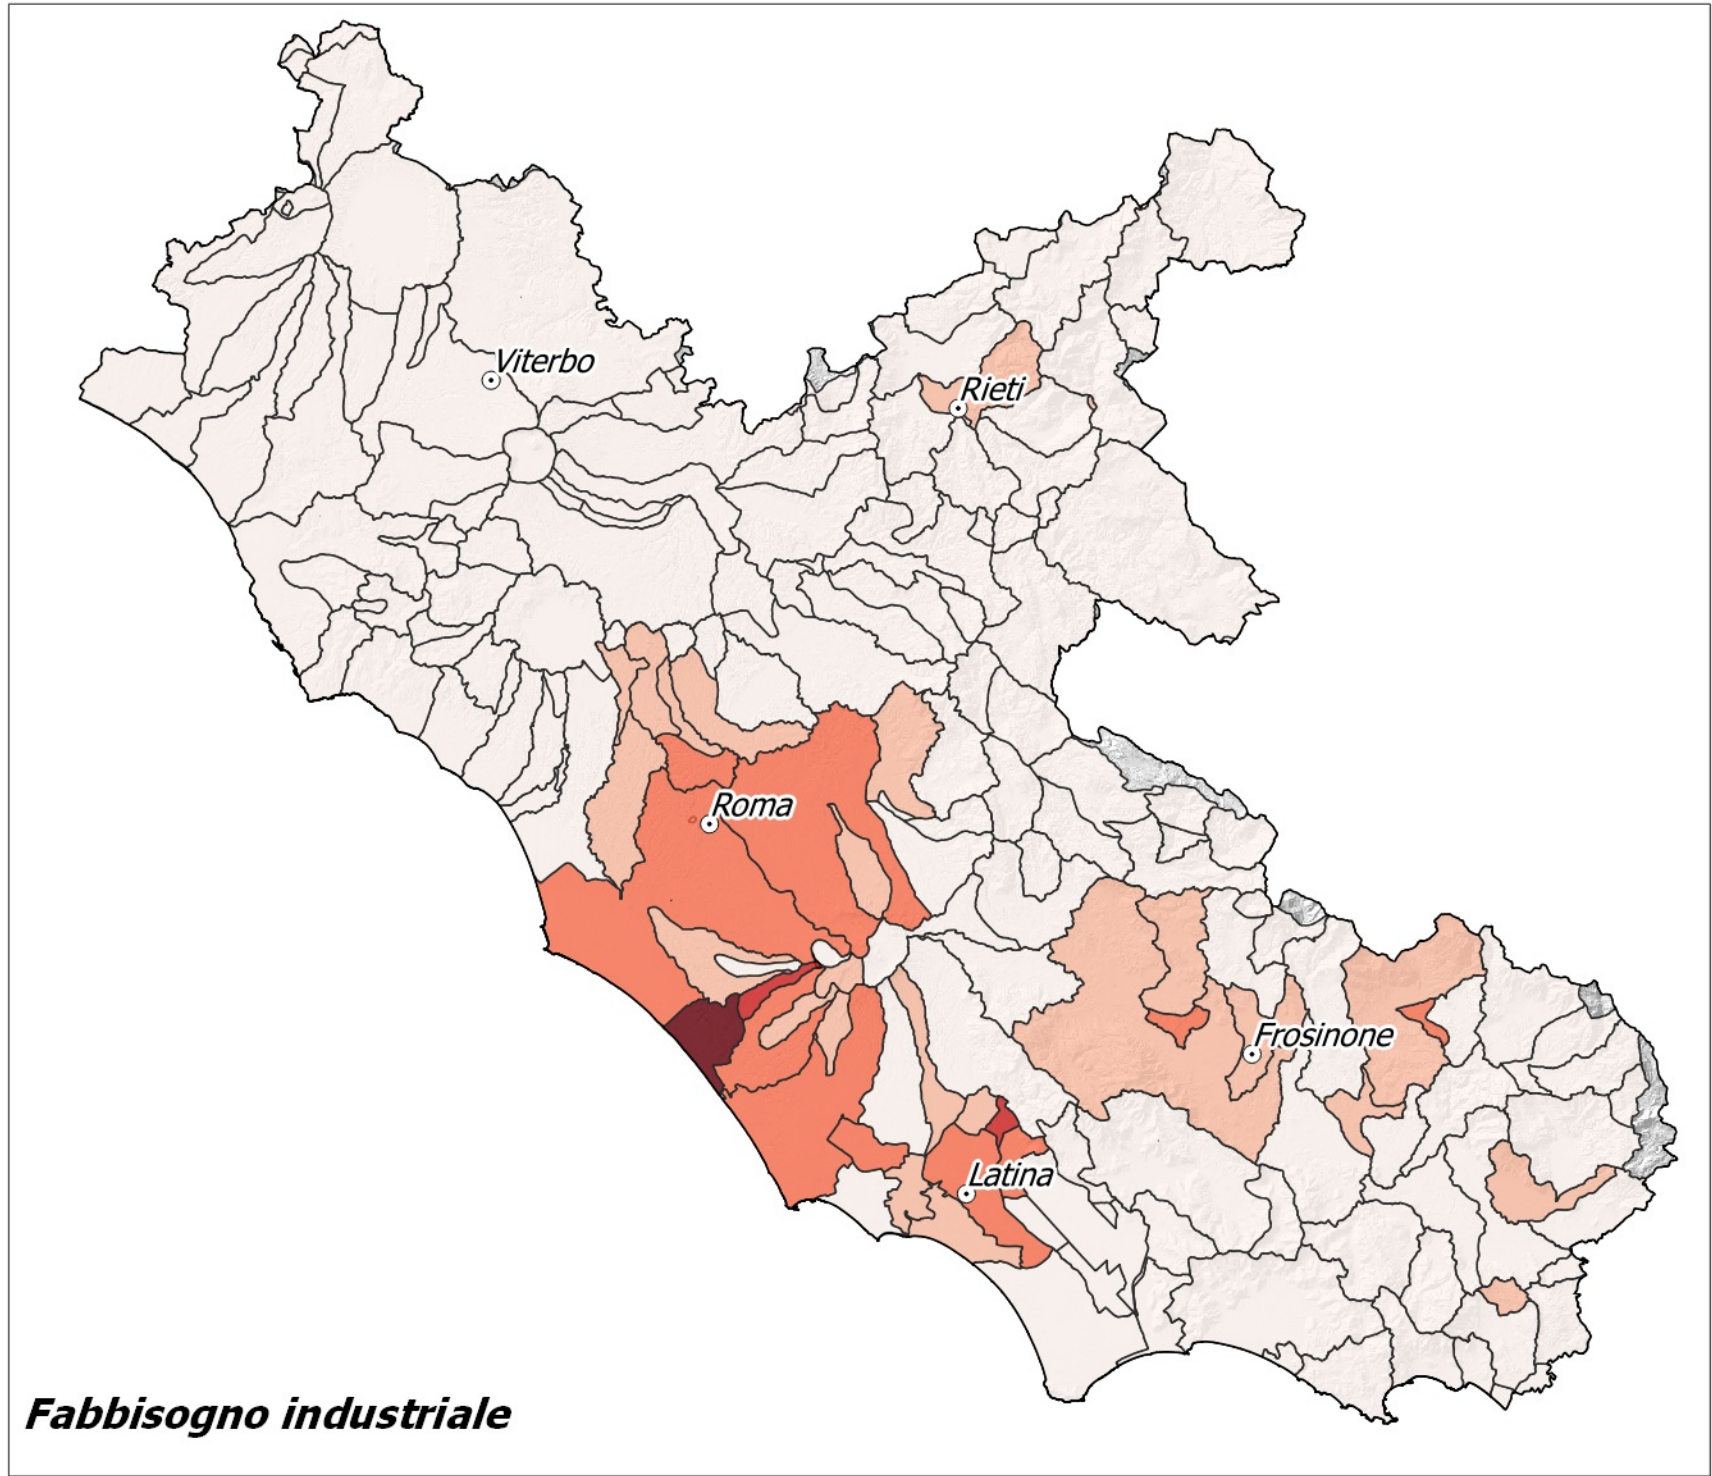 Viterbo
Rieti
Roma
Frosinone
Latina
Fabbisogno industriale